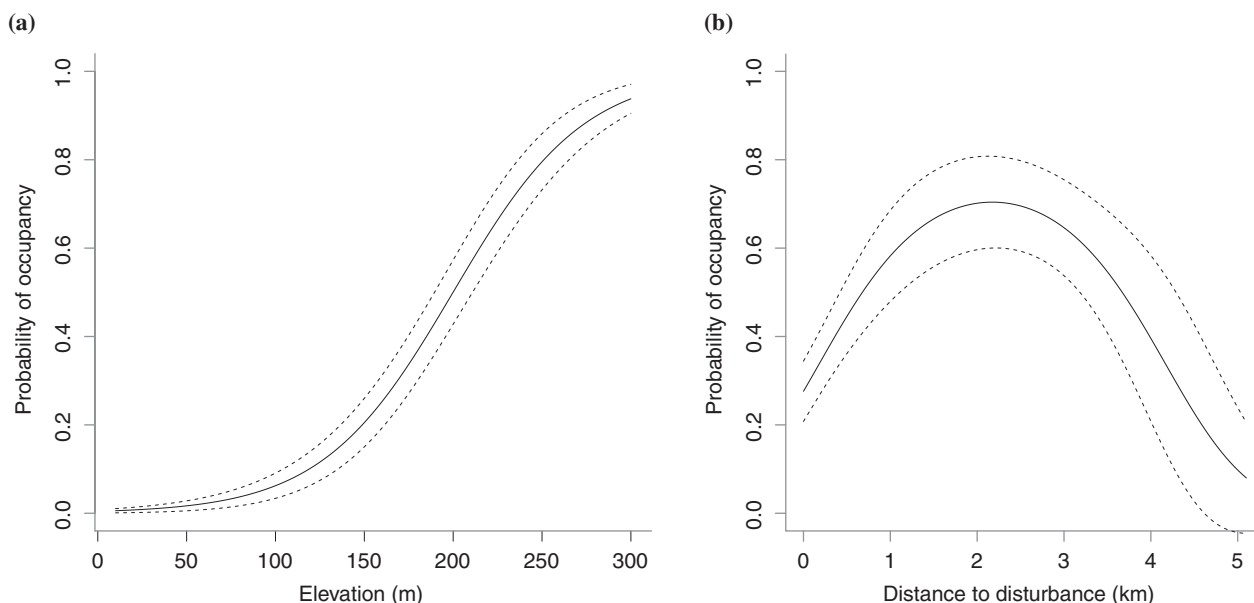 (a)
Probability of occupancy
1.0
0.8
0.6
0.4
0.2
0.0
0 50 100 150 200 250 300
Elevation (m)
(b)
Probability of occupancy
1.0
0.8
0.6
0.4
0.2
0.0
0 1 2 3 4 5
Distance to disturbance (km)